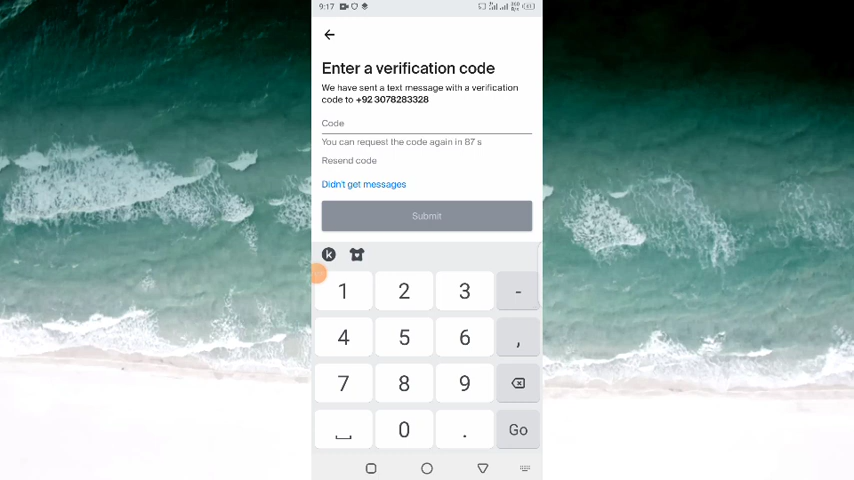 9:17
Enter a verification code
We have sent a text message with a verification
code to +92 3078283328
Code
You can request the code again in 87 s
Resend code
Didn't get messages
Submit
1 2 3 -
4 5 6 ,
7 8 9
0 . Go